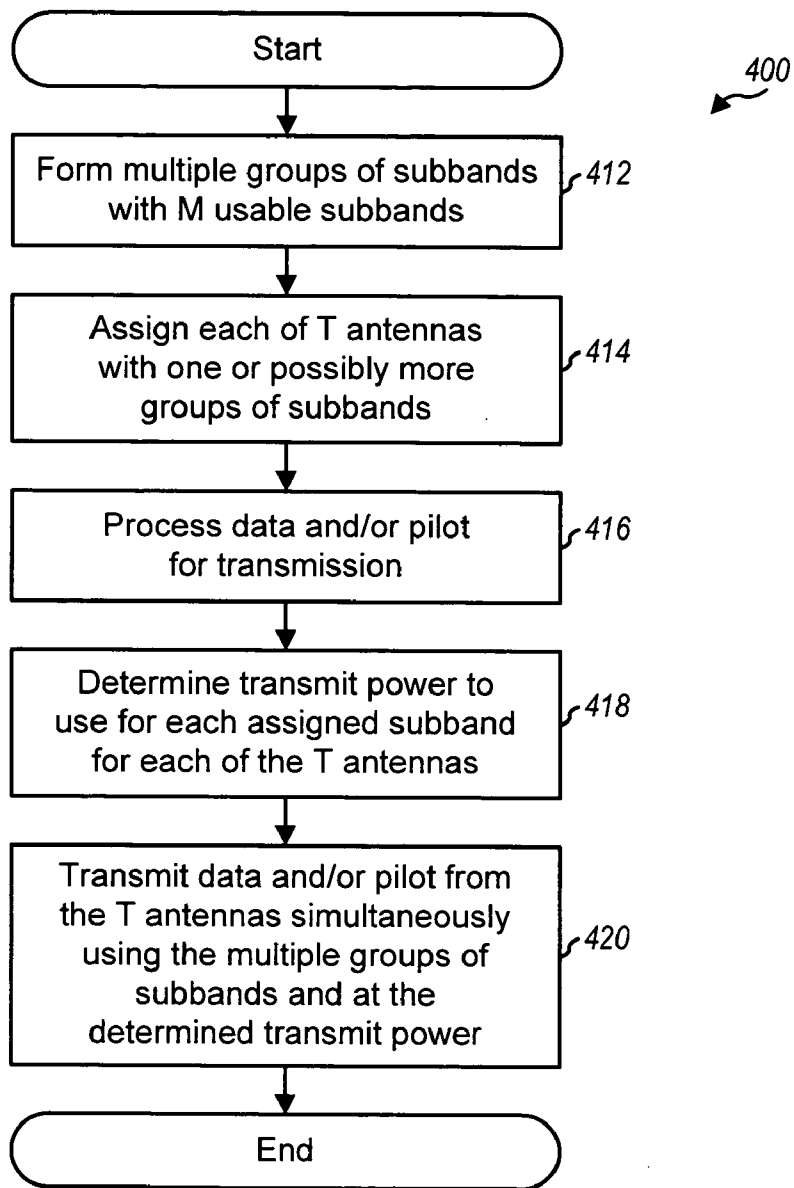 Start
400
Form multiple groups of subbands
with M usable subbands
412
Assign each of T antennas
with one or possibly more
groups of subbands
414
Process data and/or pilot
for transmission
416
Determine transmit power to
use for each assigned subband
for each of the T antennas
418
Transmit data and/or pilot from
the T antennas simultaneously
using the multiple groups of
subbands and at the
determined transmit power
420
End